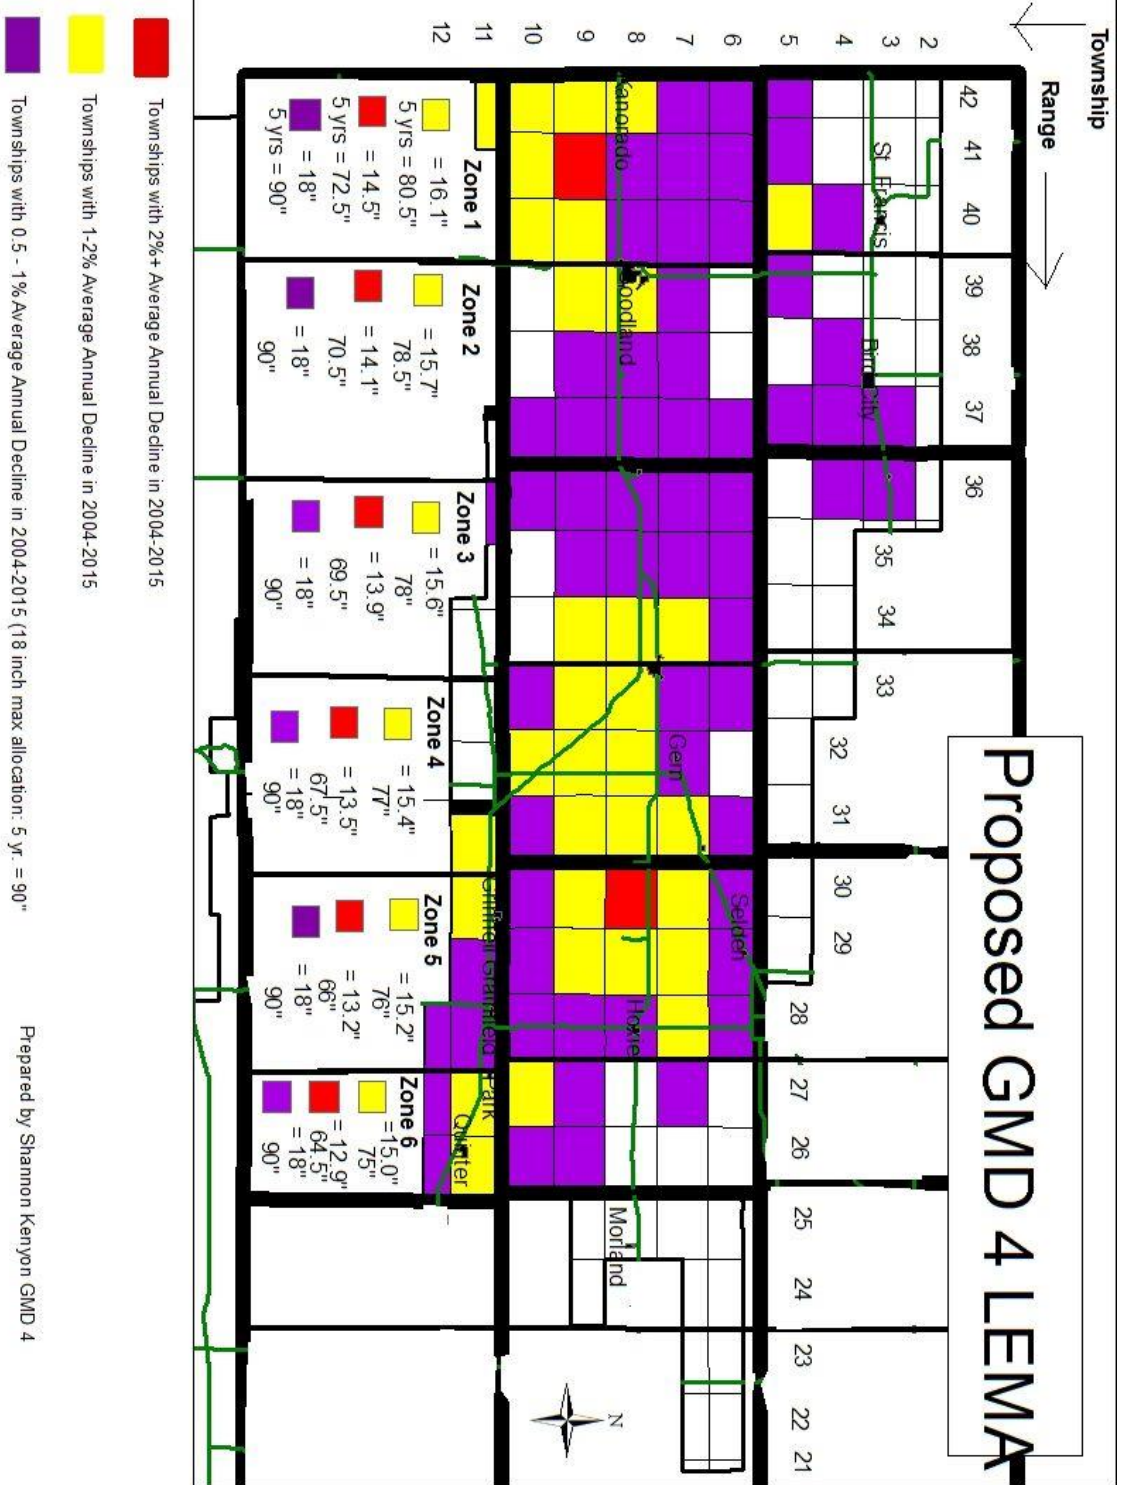 Proposed GMD 4 LEMA
Township
Range
42 41 40 39 38 37 36 35 34 33 32 31 30 29 28 27 26 25 24 23 22 21
2
3
4
5
6
7
8
9
10
11
12
St Francis
Bird City
Kanorado
Goodland
Gem
Selden
Hoxie
Morland
Grinnell Grainfield Park
Quinter
N
Zone 1
= 16.1"
5 yrs = 80.5"
= 14.5"
5 yrs = 72.5"
= 18"
5 yrs = 90"
Zone 2
= 15.7"
78.5"
= 14.1"
70.5"
= 18"
90"
Zone 3
= 15.6"
78"
= 13.9"
69.5"
= 18"
90"
Zone 4
= 15.4"
77"
= 13.5"
67.5"
= 18"
90"
Zone 5
= 15.2"
76"
= 13.2"
66"
= 18"
90"
Zone 6
=15.0"
75"
=12.9"
64.5"
= 18"
90"
Townships with 2%+ Average Annual Decline in 2004-2015
Townships with 1-2% Average Annual Decline in 2004-2015
Townships with 0.5 - 1% Average Annual Decline in 2004-2015 (18 inch max allocation: 5 yr. = 90"
Prepared by Shannon Kenyon GMD 4